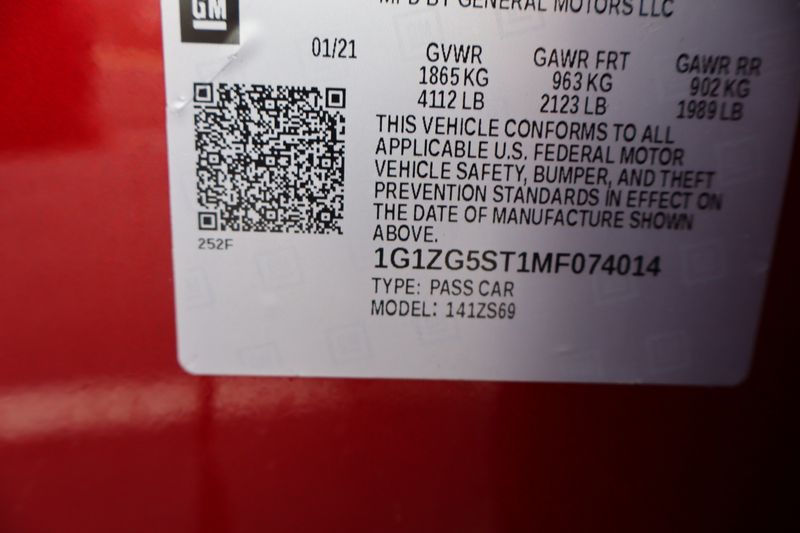 GM
MFD BY GENERAL MOTORS LLC
01/21 GVWR GAWR FRT GAWR RR
1865 KG 963 KG 902 KG
4112 LB 2123 LB 1989 LB
THIS VEHICLE CONFORMS TO ALL
APPLICABLE U.S. FEDERAL MOTOR
VEHICLE SAFETY, BUMPER, AND THEFT
PREVENTION STANDARDS IN EFFECT ON
THE DATE OF MANUFACTURE SHOWN
ABOVE.
252F
1G1ZG5ST1MF074014
TYPE: PASS CAR
MODEL: 141ZS69